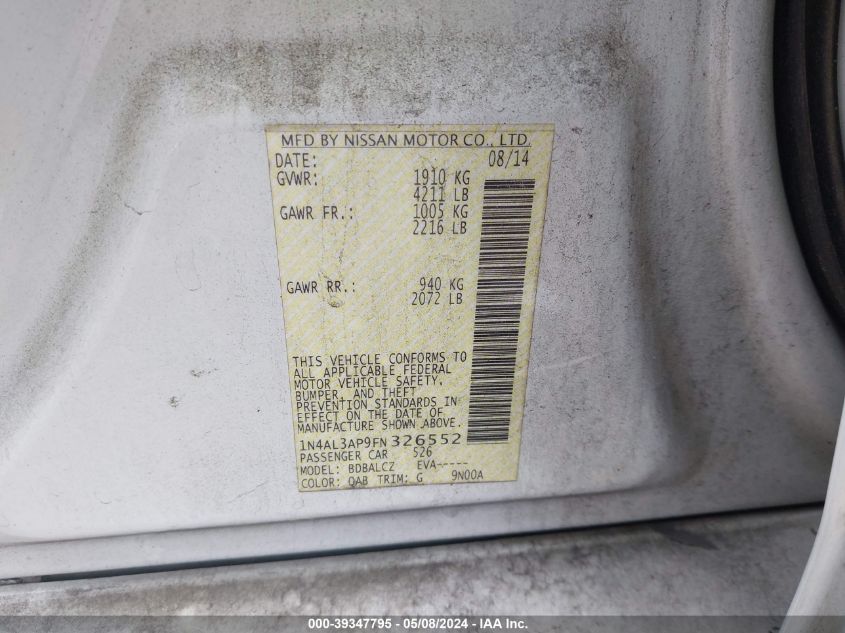 MFD BY NISSAN MOTOR CO., LTD.
DATE: 08/14
GVWR: 1910 KG
4211 LB
GAWR FR.: 1005 KG
2216 LB
GAWR RR.: 940 KG
2072 LB
THIS VEHICLE CONFORMS TO
ALL APPLICABLE FEDERAL
MOTOR VEHICLE SAFETY,
BUMPER, AND THEFT
PREVENTION STANDARDS IN
EFFECT ON THE DATE OF
MANUFACTURE SHOWN ABOVE.
1N4AL3AP9FN326552
PASSENGER CAR 526
MODEL: BDBALCZ EVA-----
COLOR: QAB TRIM: G 9N00A
000-39347795 - 05/08/2024 - IAA Inc.